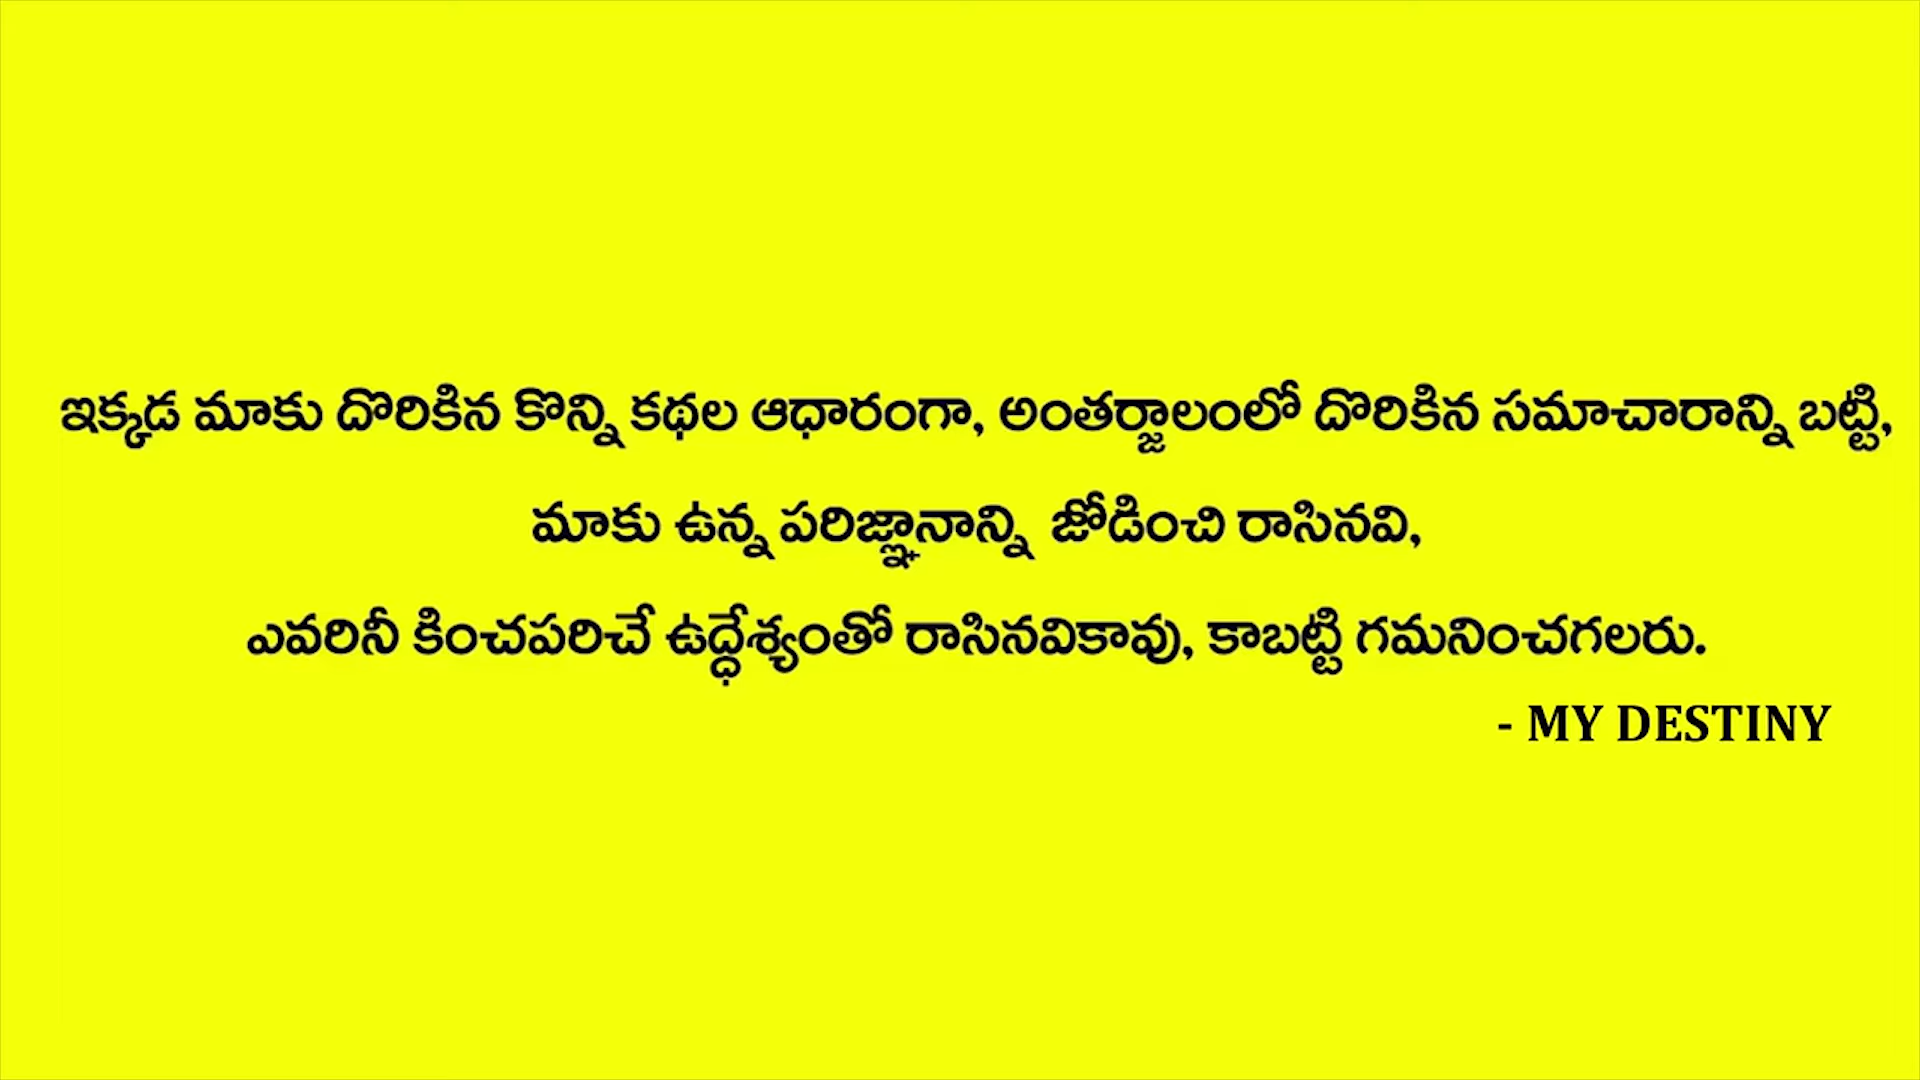 ఇక్కడ మాకు దొరికిన కొన్ని కథల ఆధారంగా, అంతర్జాలంలో దొరికిన సమాచారాన్ని బట్టి,
మాకు ఉన్న పరిజ్ఞానాన్ని జోడించి రాసినవి,
ఎవరినీ కించపరిచే ఉద్ధేశ్యంతో రాసినవికావు, కాబట్టి గమనించగలరు.
- MY DESTINY